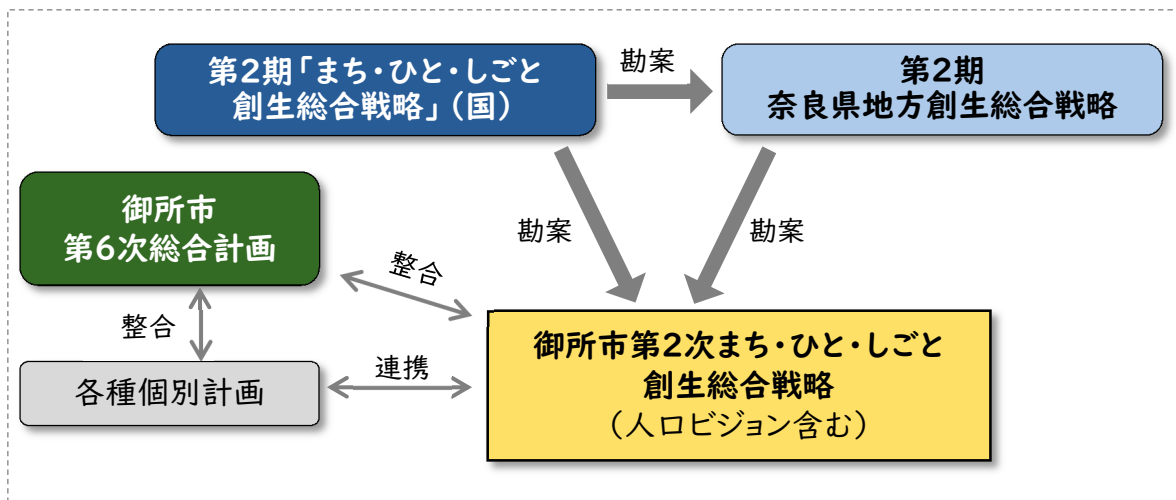 第2期「まち・ひと・しごと
創生総合戦略」(国)
勘案
第2期
奈良県地方創生総合戦略
御所市
第6次総合計画
勘案
勘案
整合
整合
御所市第2次まち・ひと・しごと
創生総合戦略
(人口ビジョン含む)
連携
各種個別計画